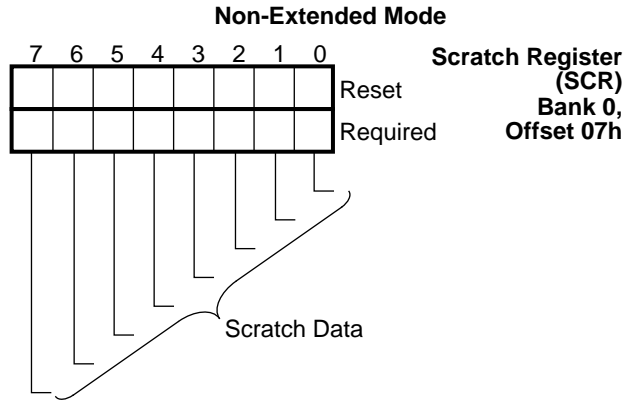 Non-Extended Mode
7 6 5 4 3 2 1 0
Reset
Required
Scratch Register
(SCR)
Bank 0,
Offset 07h
Scratch Data